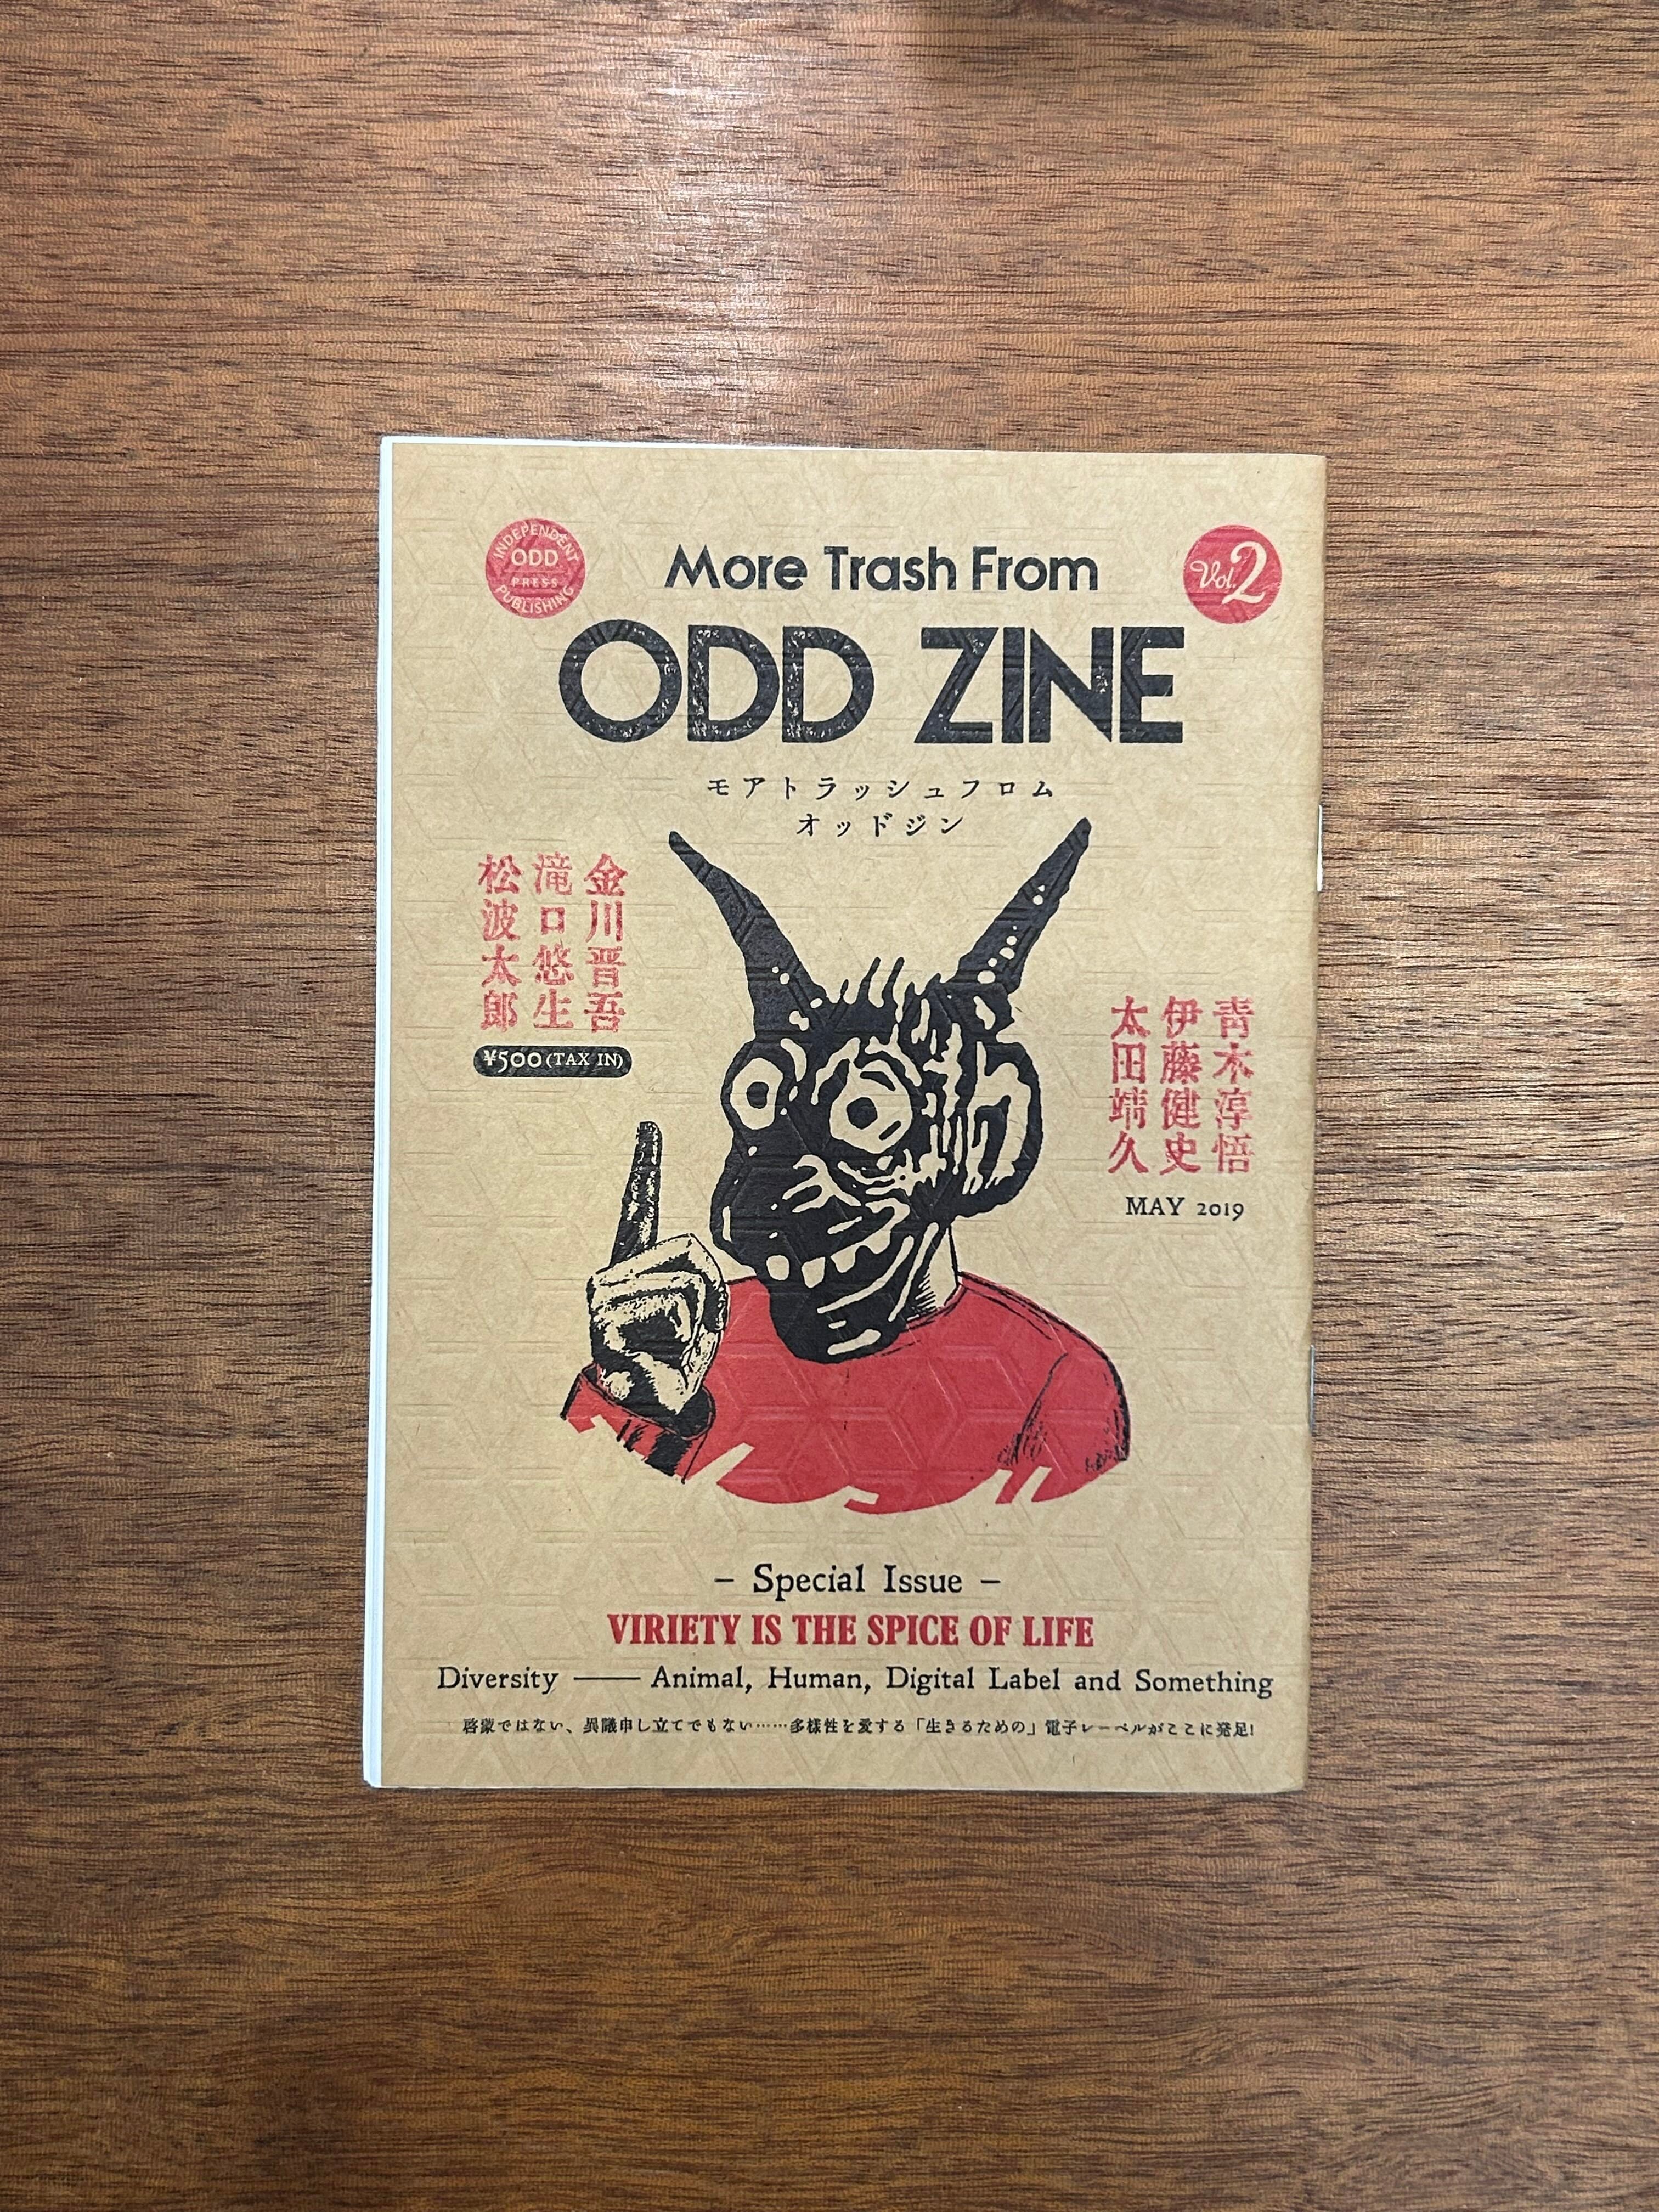 INDEPENDENT
ODD
PRESS
PUBLISHING
More Trash From
Vol.2
ODD ZINE
モアトラッシュフロム
オッドジン
青木淳悟
伊藤健史
太田靖久
MAY 2019
金川晋吾
滝口悠生
松波太郎
¥500(TAX IN)
– Special Issue –
VIRIETY IS THE SPICE OF LIFE
Diversity —— Animal, Human, Digital Label and Something
啓蒙ではない、異議申し立てでもない……多様性を愛する「生きるための」電子レーベルがここに発足!